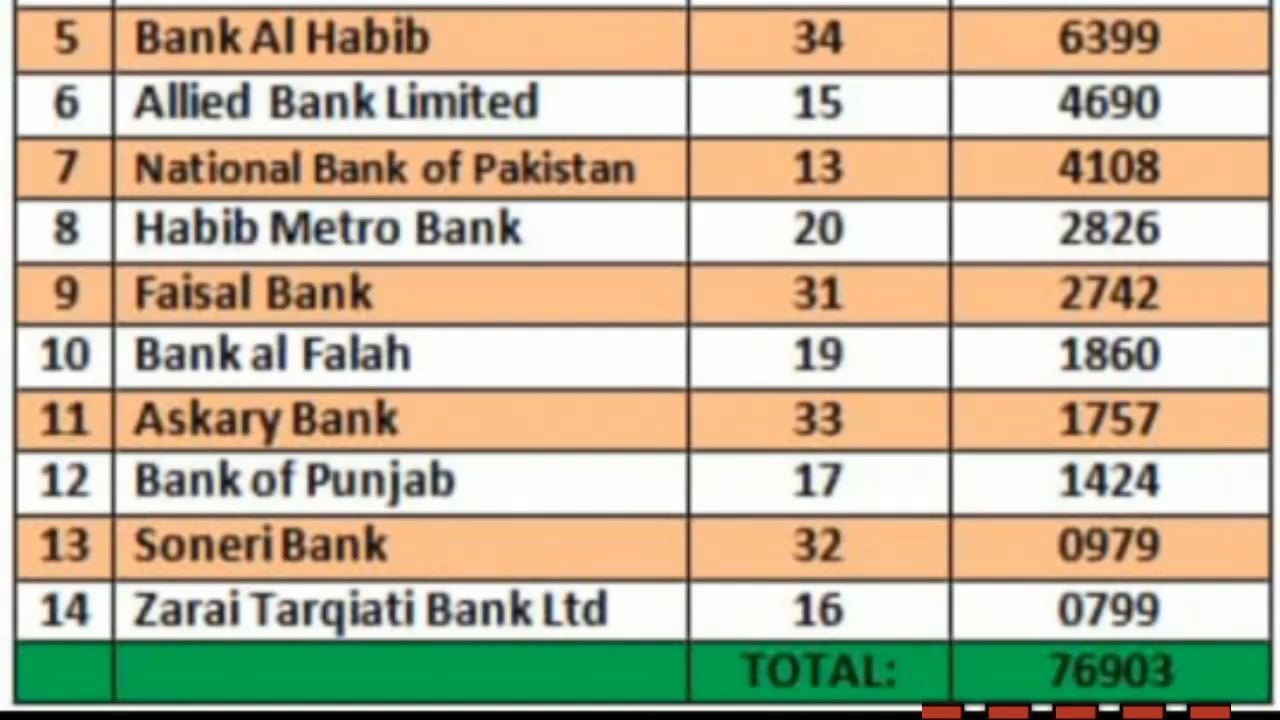 5 Bank Al Habib 34 6399
6 Allied Bank Limited 15 4690
7 National Bank of Pakistan 13 4108
8 Habib Metro Bank 20 2826
9 Faisal Bank 31 2742
10 Bank al Falah 19 1860
11 Askary Bank 33 1757
12 Bank of Punjab 17 1424
13 Soneri Bank 32 0979
14 Zarai Tarqiati Bank Ltd 16 0799
TOTAL: 76903